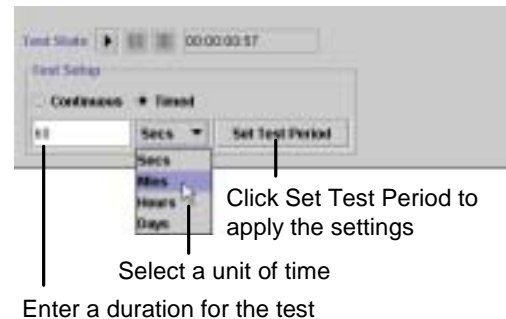 Test State 00:00:00:57
Test Setup
Continuous Timed
Secs Set Test Period
Secs
Mins
Hours
Days
Click Set Test Period to
apply the settings
Select a unit of time
Enter a duration for the test